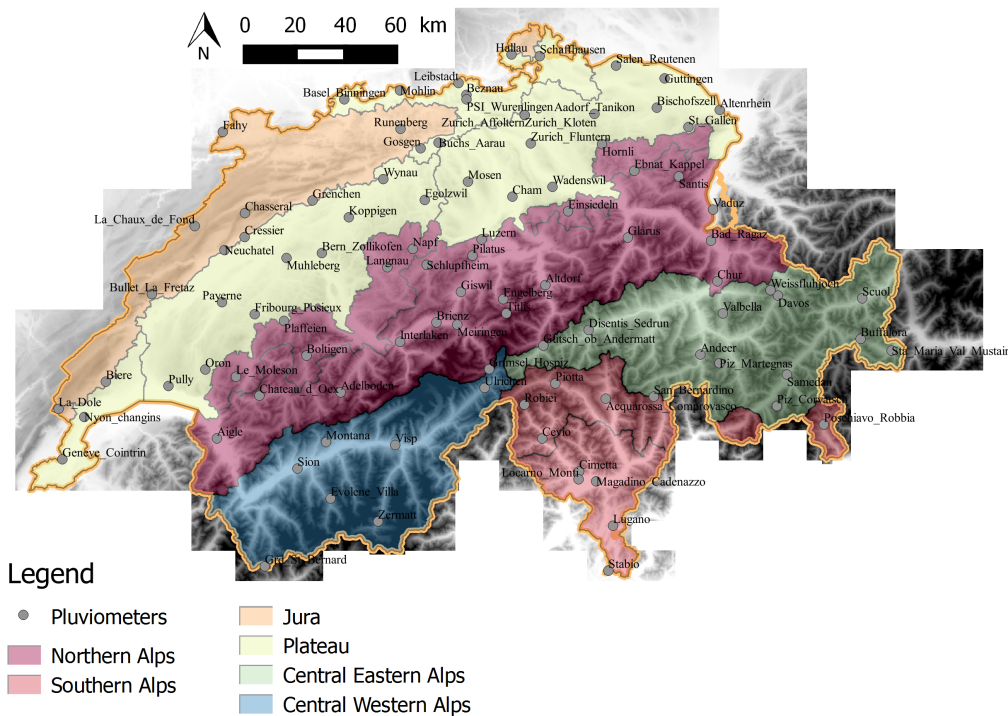 0 20 40 60 km
N
Hallau
Schaffhausen
Salen_Reutenen
Leibstadt
Guttingen
Basel_Binningen
Mohlin
Beznau
PSI_Wurenlingen
Aadorf_Tanikon
Bischofszell
Altenrhein
Fahy
Runenberg
Zurich_Affoltern
Zurich_Kloten
St_Gallen
Gosgen
Buchs_Aarau
Zurich_Fluntern
Hornli
Ebnat_Kappel
Wynau
Mosen
Wadenswil
Santis
Grenchen
Egolzwil
Cham
Chasseral
Koppigen
Einsiedeln
Vaduz
La_Chaux_de_Fond
Cressier
Luzern
Glarus
Bad_Ragaz
Neuchatel
Bern_Zollikofen
Napf
Pilatus
Muhleberg
Langnau
Schlupfheim
Bullet_La_Fretaz
Giswil
Altdorf
Chur
Weissfluhjoch
Payerne
Engelberg
Davos
Scuol
Fribourg_Posieux
Titlis
Valbella
Plaffeien
Brienz
Meiringen
Disentis_Sedrun
Interlaken
Gutsch_ob_Andermatt
Buffalora
Boltigen
Andeer
Sta_Maria_Val_Mustair
Oron
Le_Moleson
Grimsel_Hospiz
Piz_Martegnas
Biere
Pully
Chateau_d_Oex
Adelboden
Ulrichen
Piotta
San_Bernardino
Samedan
La_Dole
Robiei
Acquarossa_Comprovasco
Piz_Corvatsch
Nyon_changins
Poschiavo_Robbia
Aigle
Montana
Visp
Cevio
Geneve_Cointrin
Sion
Cimetta
Locarno_Monti
Magadino_Cadenazzo
Evolene_Villa
Zermatt
Lugano
Grd_St_Bernard
Stabio
Legend
Pluviometers
Northern Alps
Southern Alps
Jura
Plateau
Central Eastern Alps
Central Western Alps